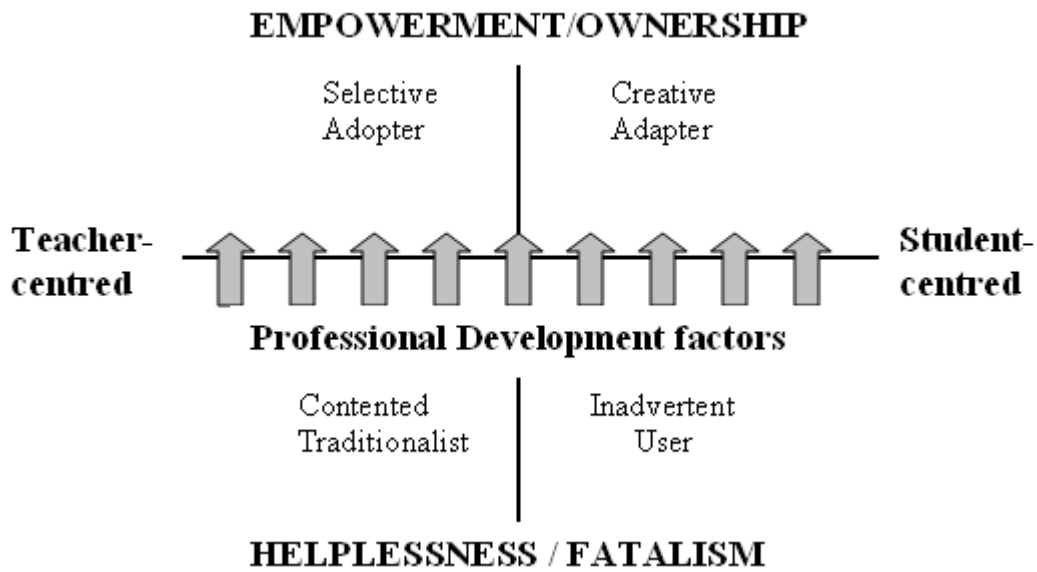 EMPOWERMENT/OWNERSHIP
Selective
Adopter
Creative
Adapter
Teacher-
centred
Student-
centred
Professional Development factors
Contented
Traditionalist
Inadvertent
User
HELPLESSNESS / FATALISM